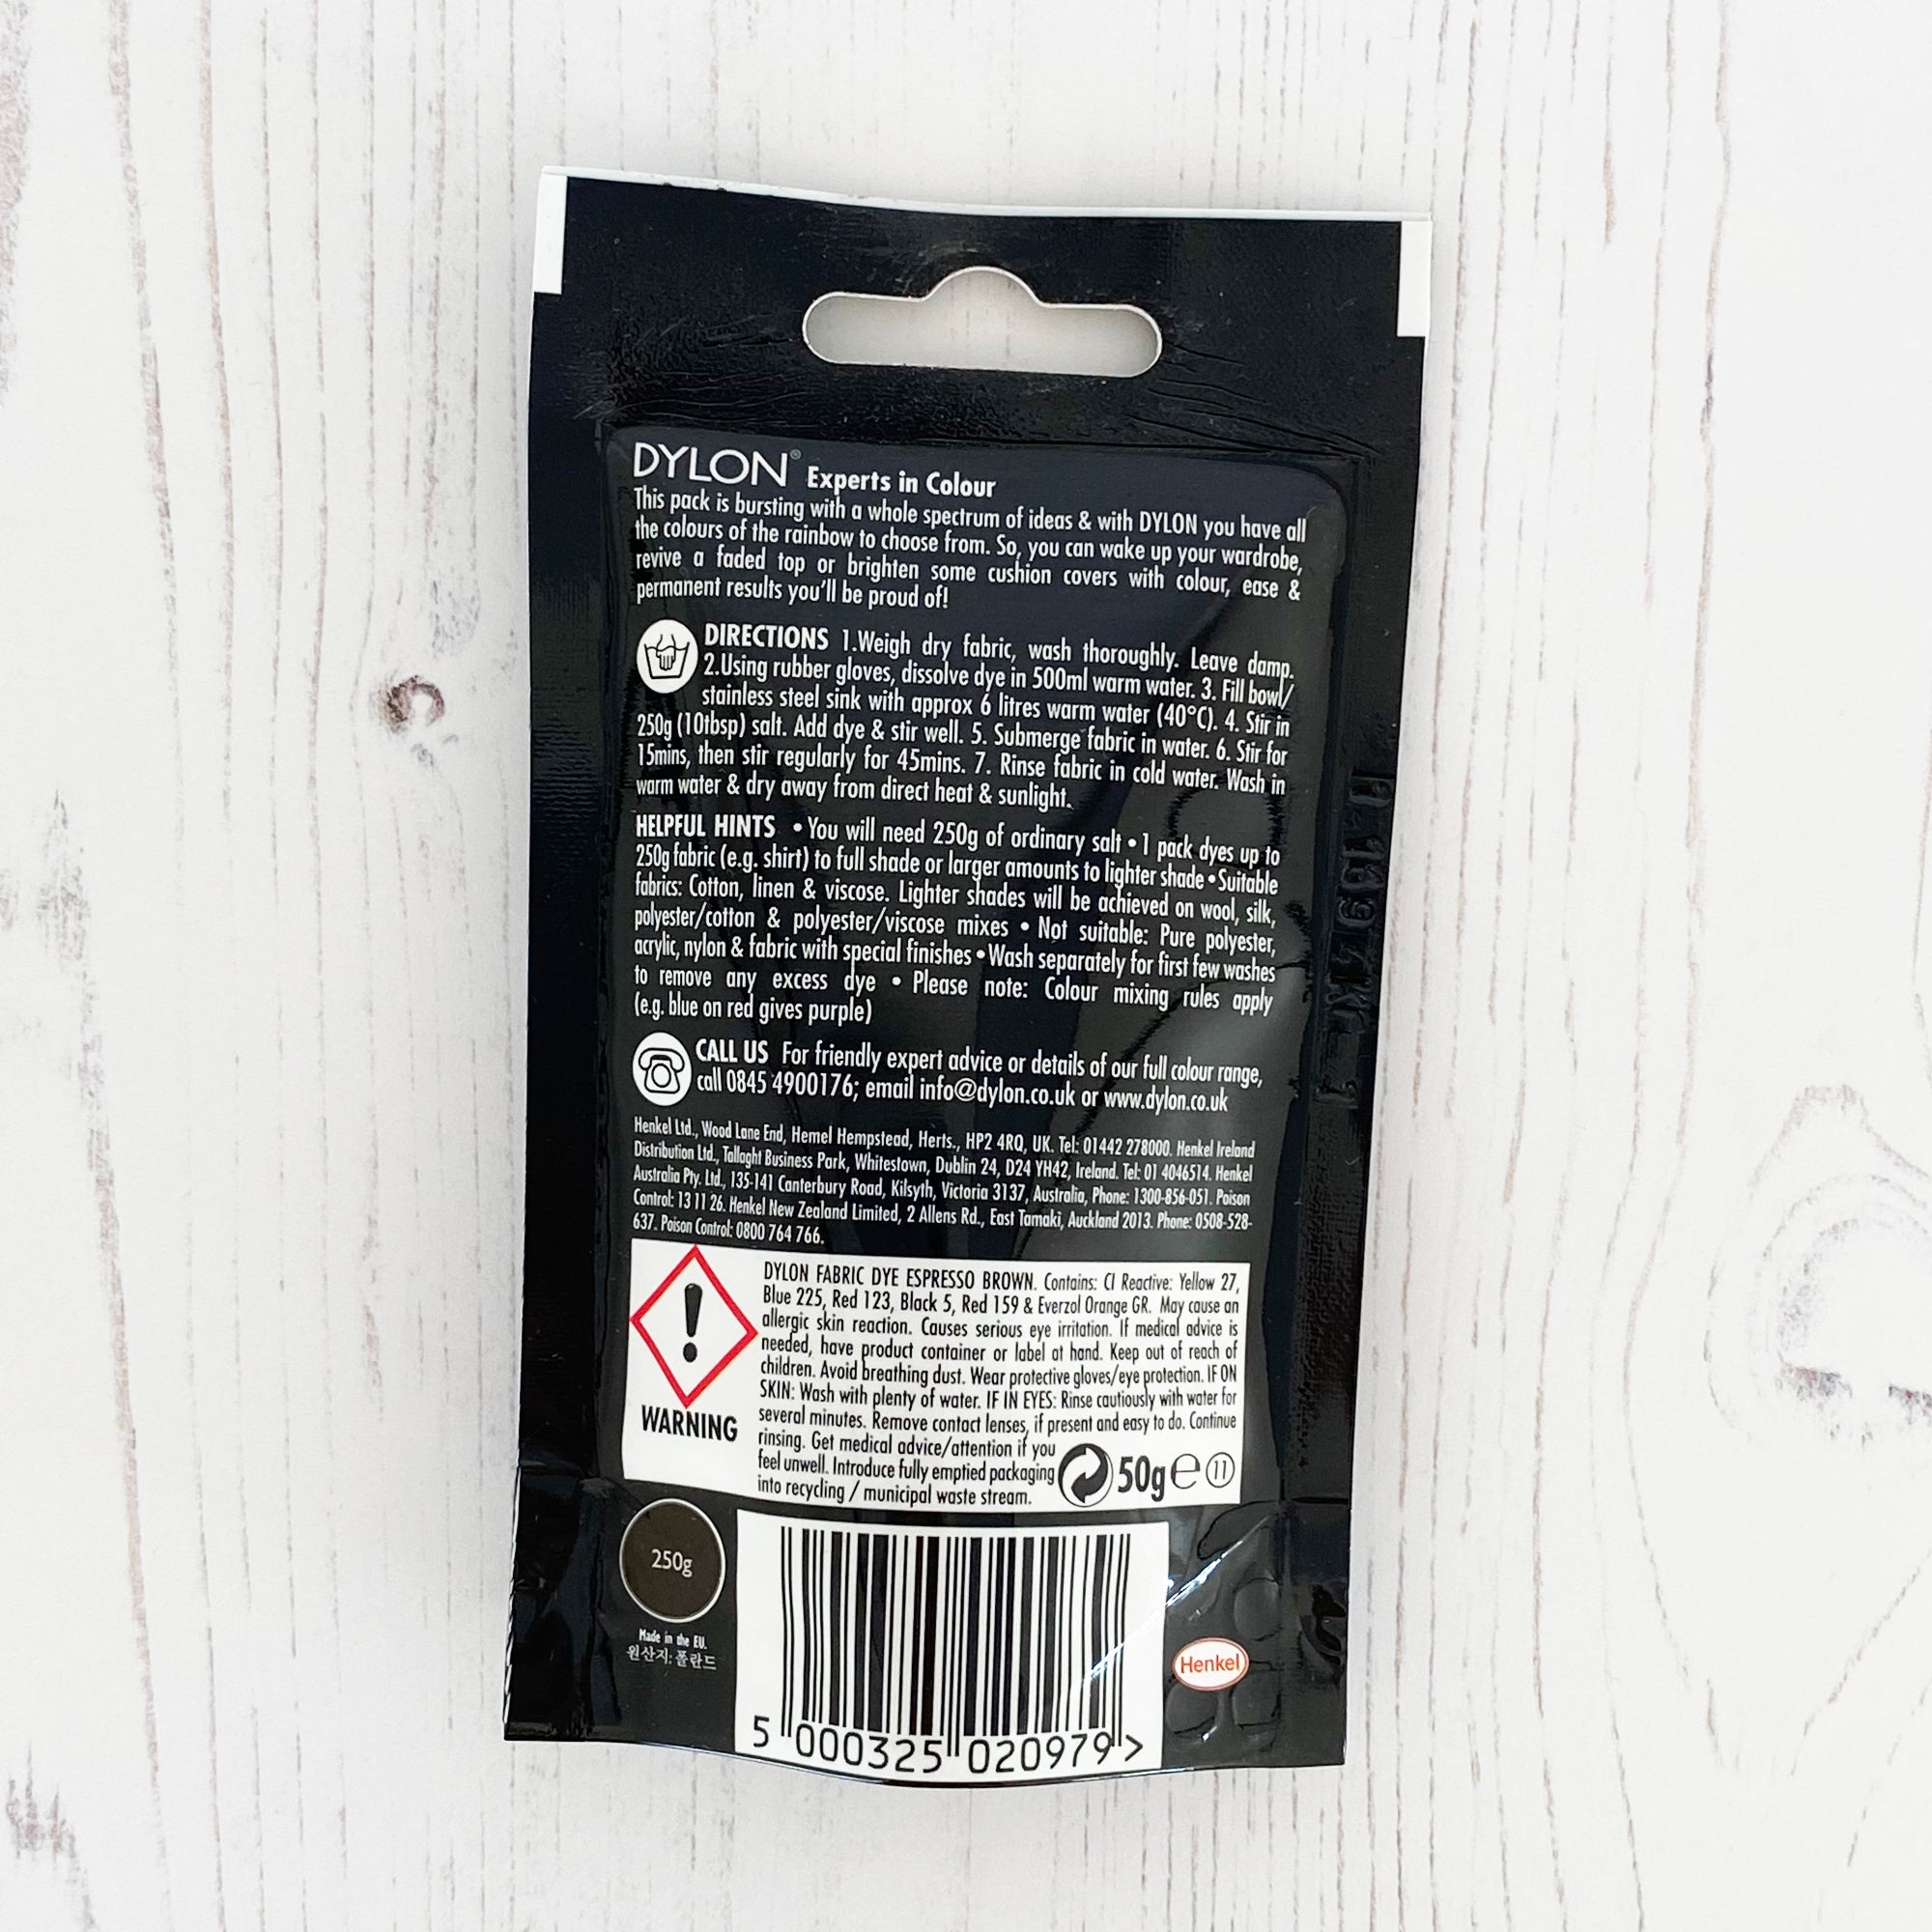 DYLON® Experts in Colour
This pack is bursting with a whole spectrum of ideas & with DYLON you have all
the colours of the rainbow to choose from. So, you can wake up your wardrobe,
revive a faded top or brighten some cushion covers with colour, ease &
permanent results you'll be proud of!
DIRECTIONS 1.Weigh dry fabric, wash thoroughly. Leave damp.
2.Using rubber gloves, dissolve dye in 500ml warm water. 3. Fill bowl/
stainless steel sink with approx 6 litres warm water (40°C). 4. Stir in
250g (10tbsp) salt. Add dye & stir well. 5. Submerge fabric in water. 6. Stir for
15mins, then stir regularly for 45mins. 7. Rinse fabric in cold water. Wash in
warm water & dry away from direct heat & sunlight.
HELPFUL HINTS • You will need 250g of ordinary salt • 1 pack dyes up to
250g fabric (e.g. shirt) to full shade or larger amounts to lighter shade • Suitable
fabrics: Cotton, linen & viscose. Lighter shades will be achieved on wool, silk,
polyester/cotton & polyester/viscose mixes • Not suitable: Pure polyester,
acrylic, nylon & fabric with special finishes • Wash separately for first few washes
to remove any excess dye • Please note: Colour mixing rules apply
(e.g. blue on red gives purple)
CALL US For friendly expert advice or details of our full colour range,
call 0845 4900176; email info@dylon.co.uk or www.dylon.co.uk
Henkel Ltd., Wood Lane End, Hemel Hempstead, Herts., HP2 4RQ, UK. Tel: 01442 278000. Henkel Ireland
Distribution Ltd., Tallaght Business Park, Whitestown, Dublin 24, D24 YH42, Ireland. Tel: 01 4046514. Henkel
Australia Pty. Ltd., 135-141 Canterbury Road, Kilsyth, Victoria 3137, Australia, Phone: 1300-856-051. Poison
Control: 13 11 26. Henkel New Zealand Limited, 2 Allens Rd., East Tamaki, Auckland 2013. Phone: 0508-528-
637. Poison Control: 0800 764 766.
WARNING
DYLON FABRIC DYE ESPRESSO BROWN. Contains: CI Reactive: Yellow 27,
Blue 225, Red 123, Black 5, Red 159 & Everzol Orange GR. May cause an
allergic skin reaction. Causes serious eye irritation. If medical advice is
needed, have product container or label at hand. Keep out of reach of
children. Avoid breathing dust. Wear protective gloves/eye protection. IF ON
SKIN: Wash with plenty of water. IF IN EYES: Rinse cautiously with water for
several minutes. Remove contact lenses, if present and easy to do. Continue
rinsing. Get medical advice/attention if you
feel unwell. Introduce fully emptied packaging
into recycling / municipal waste stream.
50g℮ 11
250g
Made in the EU.
원산지: 폴란드
Henkel
5 000325 020979 >